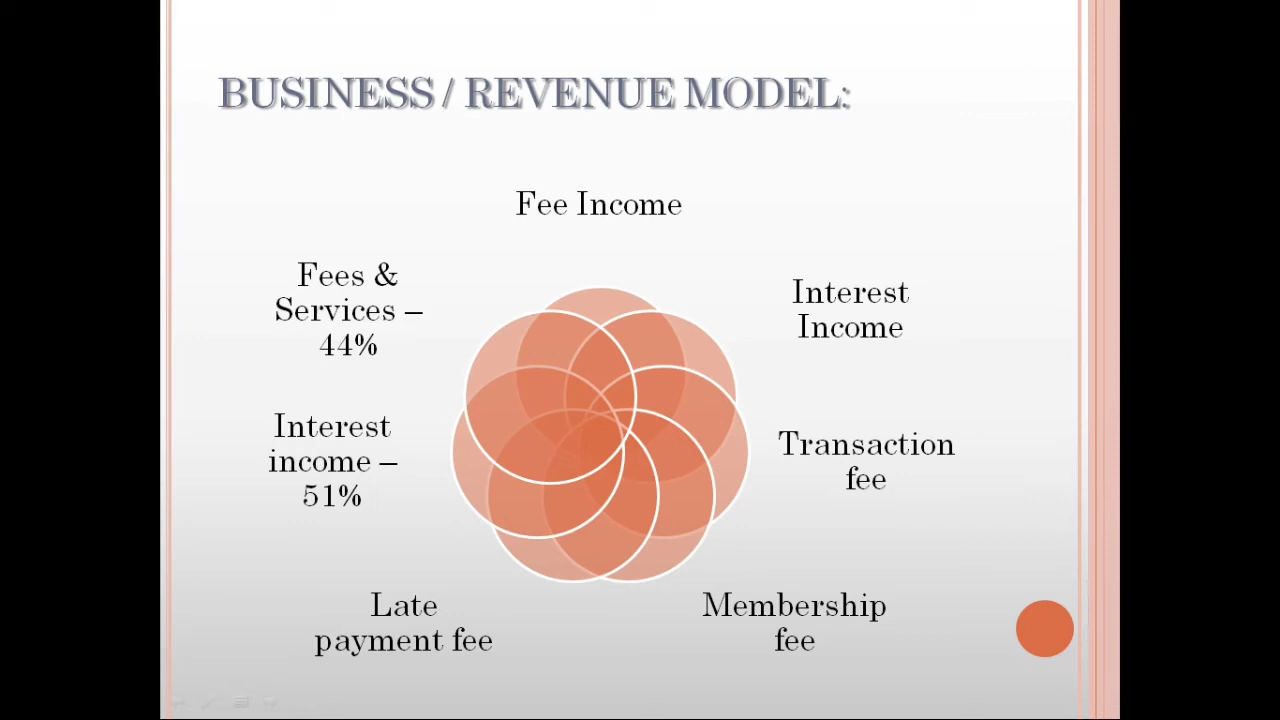 BUSINESS / REVENUE MODEL:
Fee Income
Interest
Income
Transaction
fee
Membership
fee
Late
payment fee
Interest
income –
51%
Fees &
Services –
44%